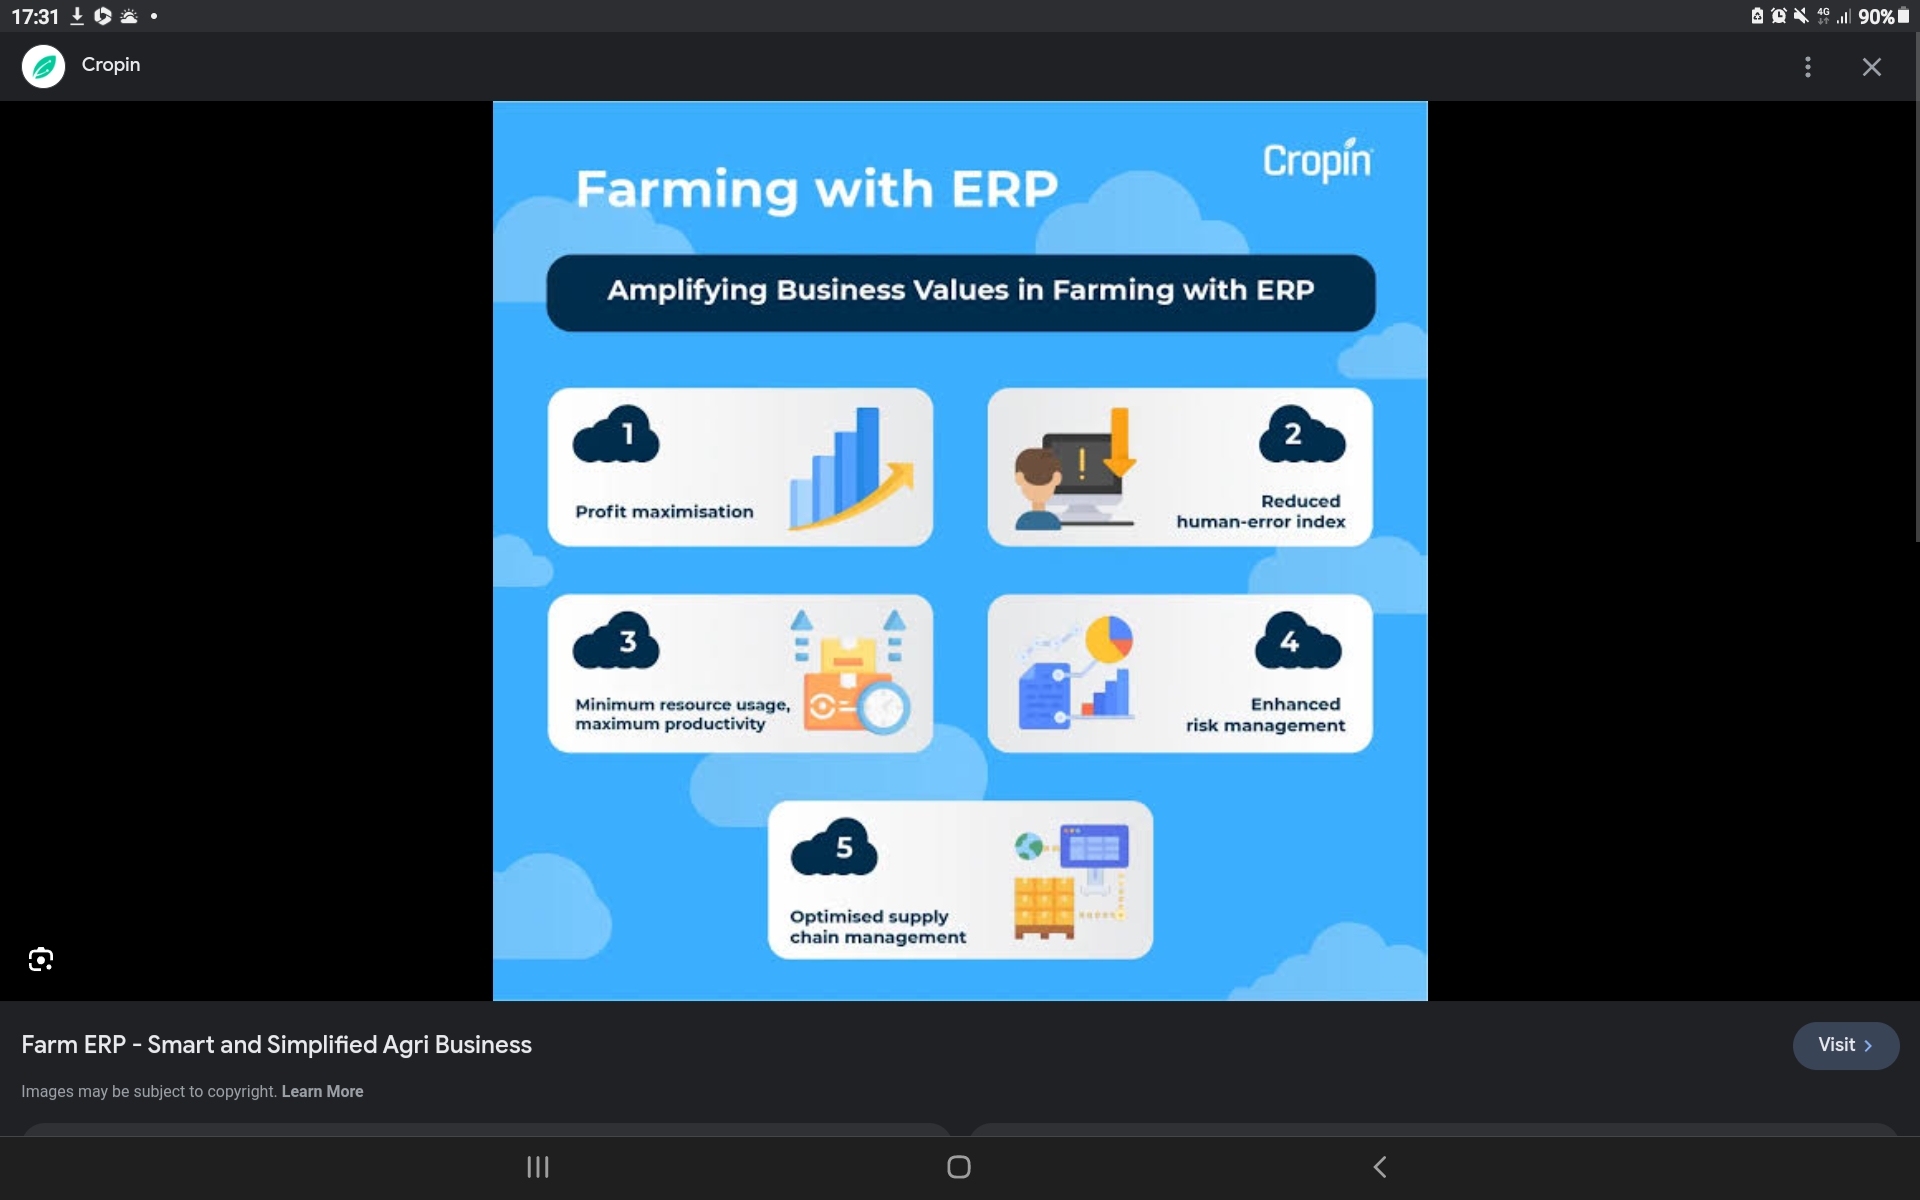 17:31
4G
90%
Cropin
Cropin
Farming with ERP
Amplifying Business Values in Farming with ERP
1
Profit maximisation
!
2
Reduced
human-error index
3
Minimum resource usage,
maximum productivity
4
Enhanced
risk management
5
Optimised supply
chain management
Farm ERP - Smart and Simplified Agri Business
Visit
Images may be subject to copyright. Learn More